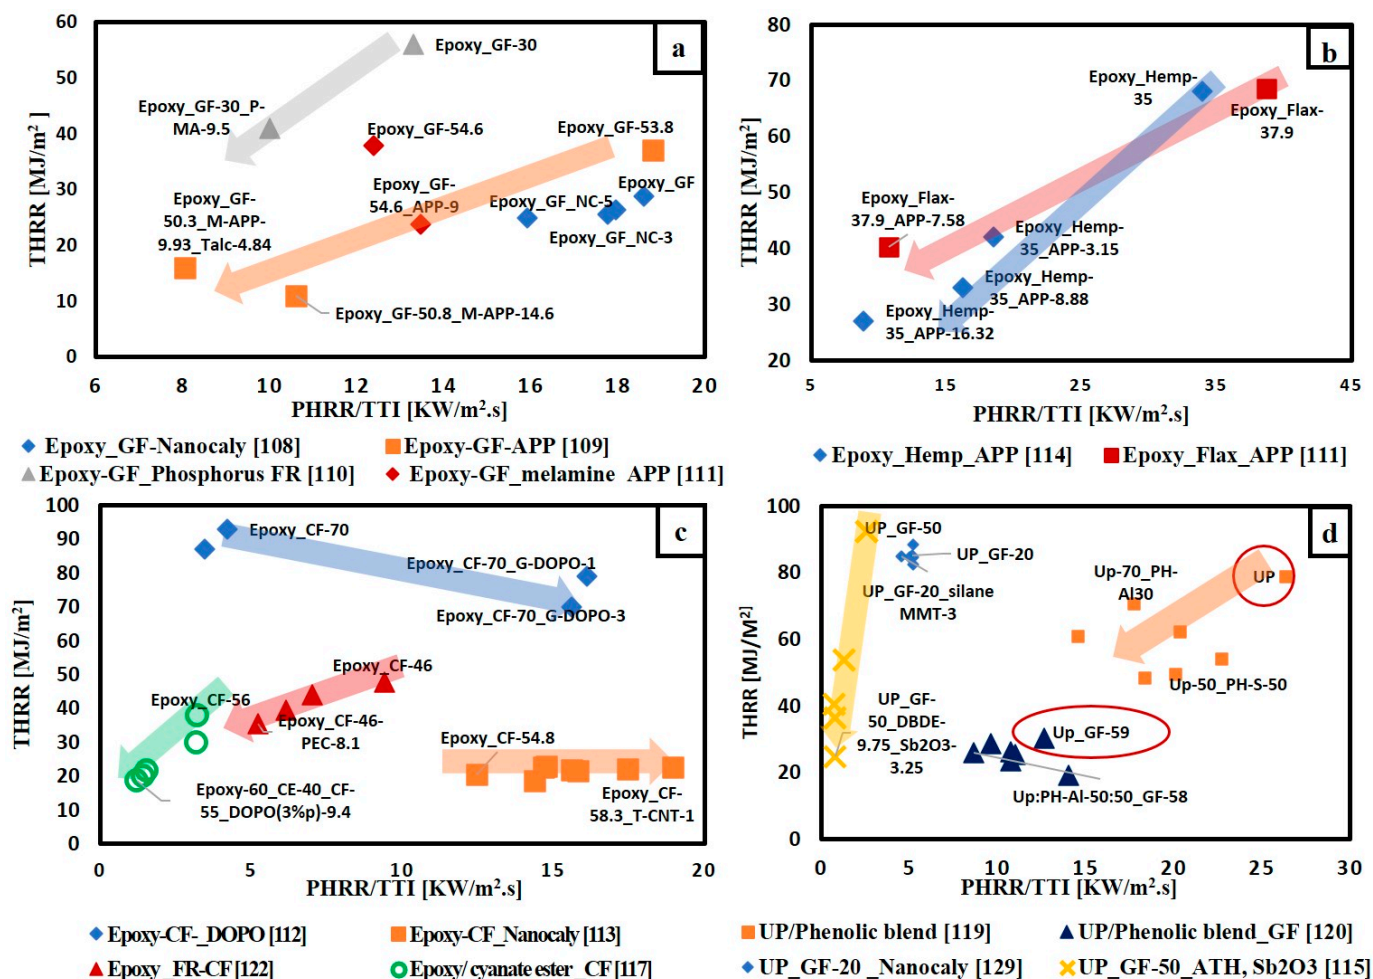 a
60
50
40
30
20
10
0
THRR [MJ/m²]
Epoxy_GF-30
Epoxy_GF-30_P-
MA-9.5
Epoxy_GF-54.6
Epoxy_GF-53.8
Epoxy_GF-
50.3_M-APP-
9.93_Talc-4.84
Epoxy_GF-
54.6_APP-9
Epoxy_GF_NC-5
Epoxy_GF
Epoxy_GF_NC-3
Epoxy_GF-50.8_M-APP-14.6
6 8 10 12 14 16 18 20
PHRR/TTI [KW/m².s]
Epoxy_GF-Nanocaly [108]
Epoxy-GF-APP [109]
Epoxy-GF_Phosphorus FR [110]
Epoxy-GF_melamine APP [111]
b
80
70
60
50
40
30
20
THRR [MJ/m²]
Epoxy_Hemp-
35
Epoxy_Flax-
37.9
Epoxy_Flax-
37.9_APP-7.58
Epoxy_Hemp-
35_APP-3.15
Epoxy_Hemp-
35_APP-8.88
Epoxy_Hemp-
35_APP-16.32
5 15 25 35 45
PHRR/TTI [KW/m².s]
Epoxy_Hemp_APP [114]
Epoxy_Flax_APP [111]
c
100
90
80
70
60
50
40
30
20
10
0
THRR [MJ/m²]
Epoxy_CF-70
Epoxy_CF-70_G-DOPO-1
Epoxy_CF-70_G-DOPO-3
Epoxy_CF-46
Epoxy_CF-56
Epoxy_CF-46-
PEC-8.1
Epoxy_CF-54.8
Epoxy-60_CE-40_CF-
55_DOPO(3%p)-9.4
Epoxy_CF-
58.3_T-CNT-1
0 5 10 15 20
PHRR/TTI [KW/m².s]
Epoxy-CF-_DOPO [112]
Epoxy-CF_Nanocaly [113]
Epoxy_FR-CF [122]
Epoxy/ cyanate ester_CF [117]
d
100
80
60
40
20
0
THRR [MJ/M²]
UP_GF-50
UP_GF-20
UP_GF-20_silane
MMT-3
Up-70_PH-
Al30
UP
Up-50_PH-S-50
UP_GF-
50_DBDE-
9.75_Sb2O3-
3.25
Up_GF-59
Up:PH-Al-50:50_GF-58
0 5 10 15 20 25 30
PHRR/TTI [KW/m².s]
UP/Phenolic blend [119]
UP/Phenolic blend_GF [120]
UP_GF-20_Nanocaly [129]
UP_GF-50_ATH, Sb2O3 [115]